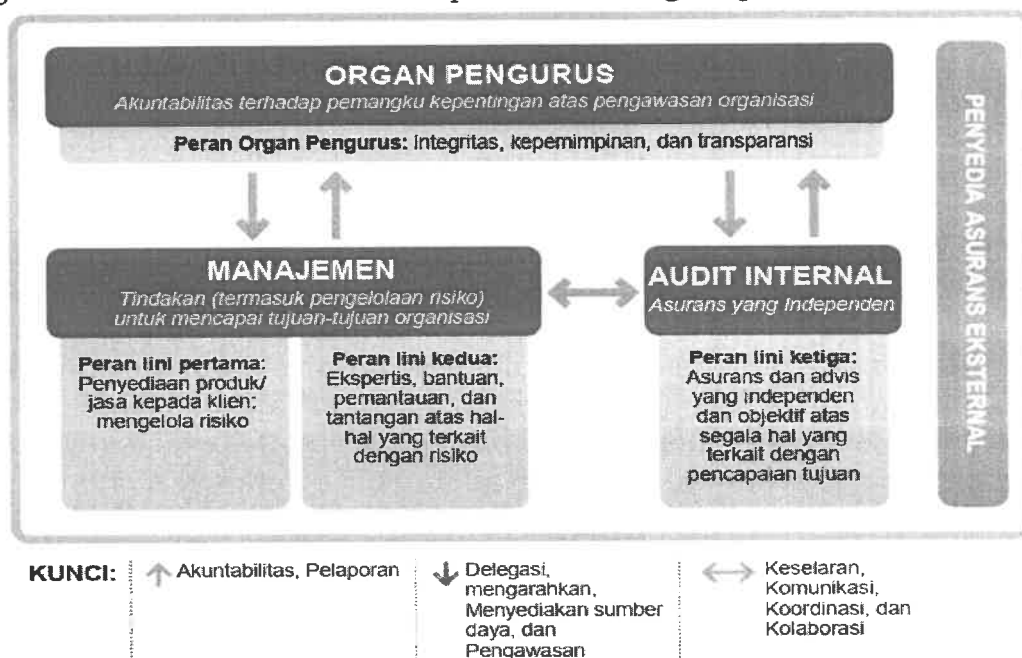 ORGAN PENGURUS
Akuntabilitas terhadap pemangku kepentingan atas pengawasan organisasi
Peran Organ Pengurus: integritas, kepemimpinan, dan transparansi
MANAJEMEN
Tindakan (termasuk pengelolaan risiko)
untuk mencapai tujuan-tujuan organisasi
Peran lini pertama:
Penyediaan produk/
jasa kepada klien;
mengelola risiko
Peran lini kedua:
Ekspertis, bantuan,
pemantauan, dan
tantangan atas hal-
hal yang terkait
dengan risiko
AUDIT INTERNAL
Asurans yang Independen
Peran lini ketiga:
Asurans dan advis
yang independen
dan objektif atas
segala hal yang
terkait dengan
pencapaian tujuan
PENYEDIA ASURANS EKSTERNAL
KUNCI:
Akuntabilitas, Pelaporan
Delegasi,
mengarahkan,
Menyediakan sumber
daya, dan
Pengawasan
Keselaran,
Komunikasi,
Koordinasi, dan
Kolaborasi